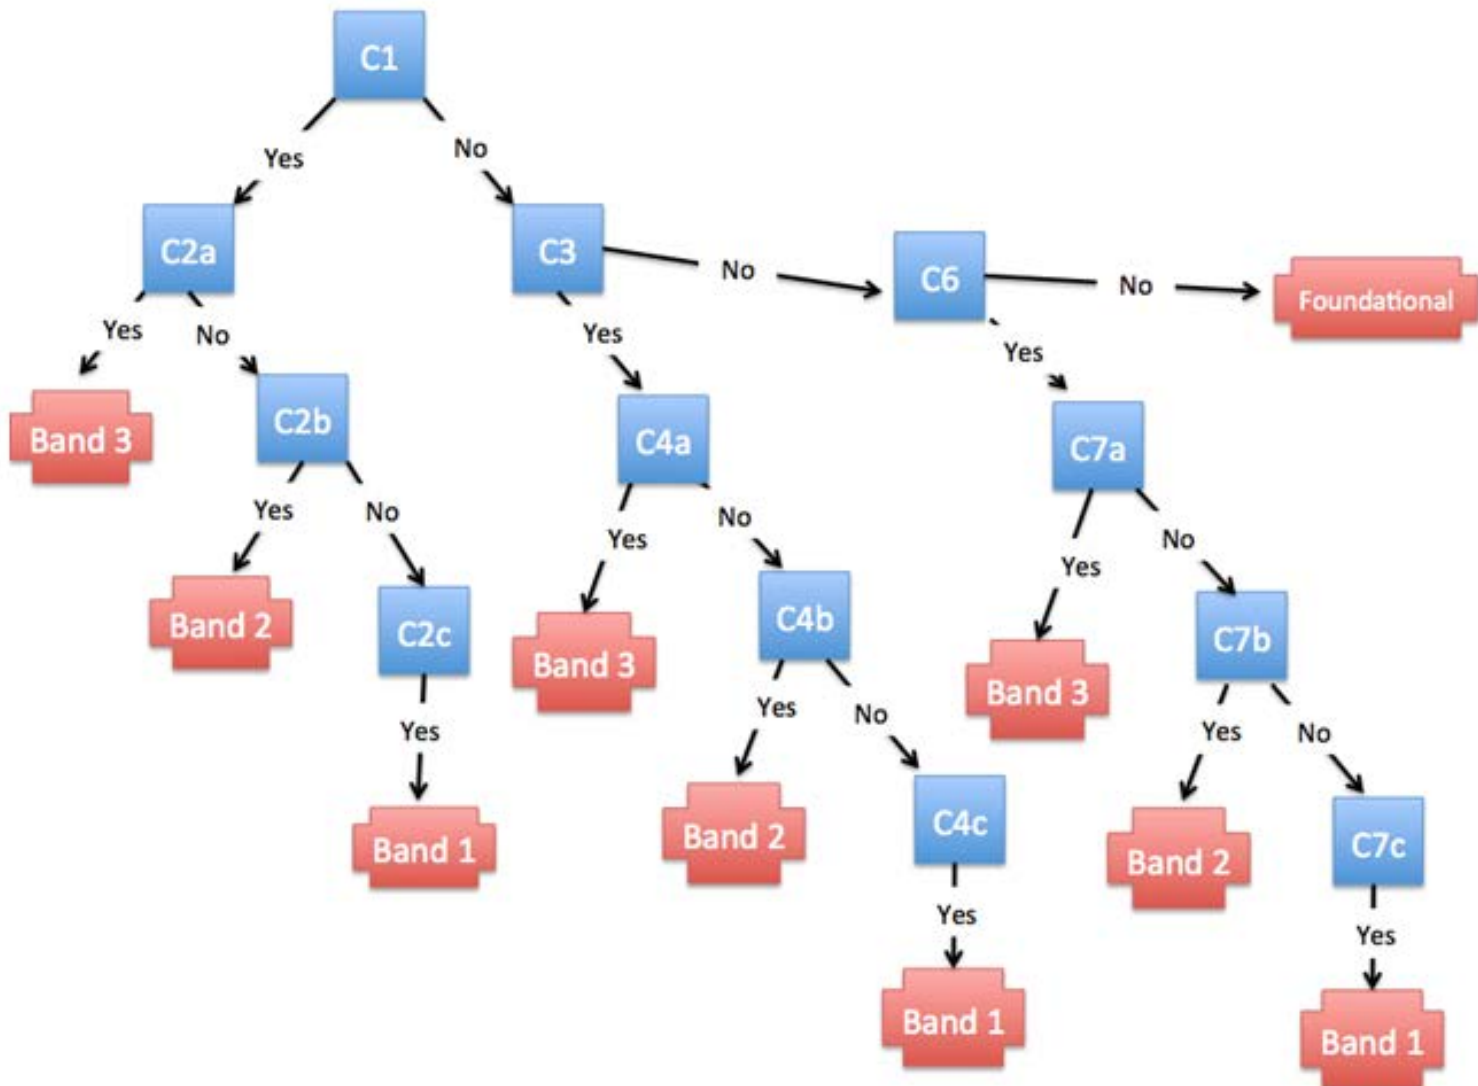 C1
Yes
No
C2a
C3
No
C6
No
Foundational
Yes
No
Yes
Yes
Band 3
C2b
C4a
C7a
Yes
No
Yes
No
Yes
No
Band 2
C2c
Band 3
C4b
Band 3
C7b
Yes
Yes
No
Yes
No
Band 1
Band 2
C4c
Band 2
C7c
Yes
Yes
Band 1
Band 1